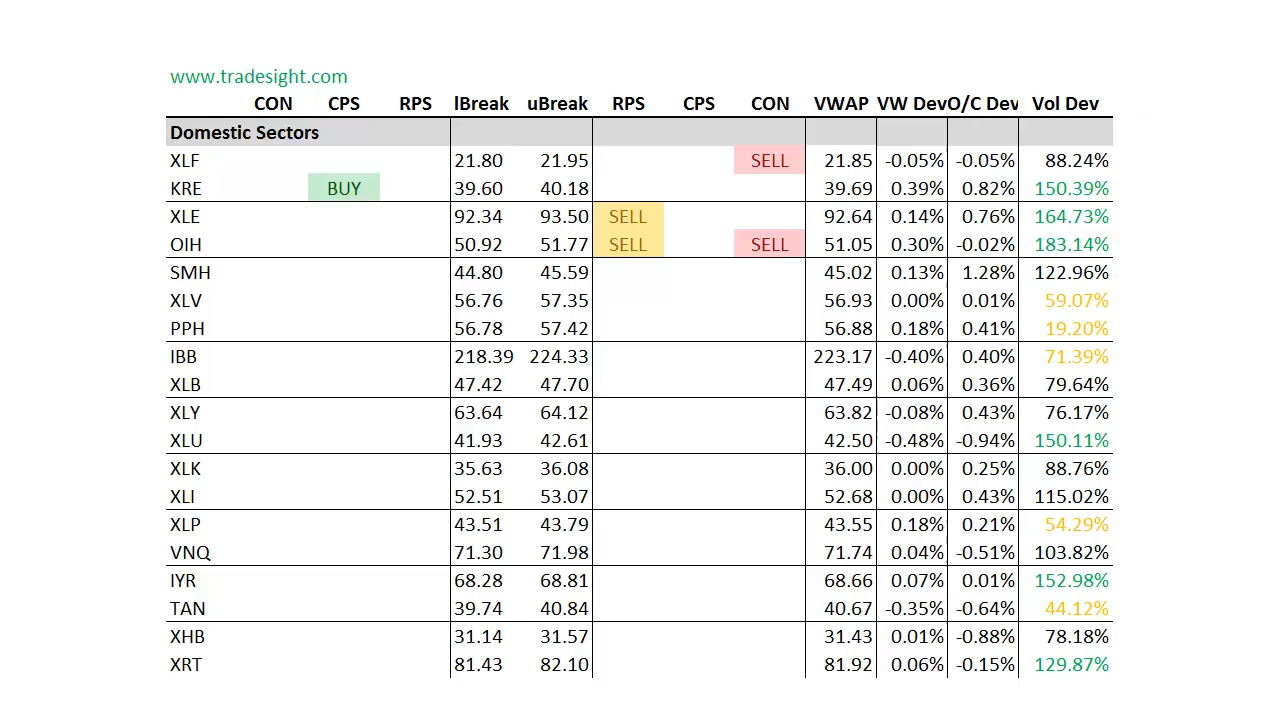 www.tradesight.com
CON CPS RPS lBreak uBreak RPS CPS CON VWAP VW Dev O/C Dev Vol Dev
Domestic Sectors
XLF 21.80 21.95 SELL 21.85 -0.05% -0.05% 88.24%
KRE BUY 39.60 40.18 39.69 0.39% 0.82% 150.39%
XLE 92.34 93.50 SELL 92.64 0.14% 0.76% 164.73%
OIH 50.92 51.77 SELL SELL 51.05 0.30% -0.02% 183.14%
SMH 44.80 45.59 45.02 0.13% 1.28% 122.96%
XLV 56.76 57.35 56.93 0.00% 0.01% 59.07%
PPH 56.78 57.42 56.88 0.18% 0.41% 19.20%
IBB 218.39 224.33 223.17 -0.40% 0.40% 71.39%
XLB 47.42 47.70 47.49 0.06% 0.36% 79.64%
XLY 63.64 64.12 63.82 -0.08% 0.43% 76.17%
XLU 41.93 42.61 42.50 -0.48% -0.94% 150.11%
XLK 35.63 36.08 36.00 0.00% 0.25% 88.76%
XLI 52.51 53.07 52.68 0.00% 0.43% 115.02%
XLP 43.51 43.79 43.55 0.18% 0.21% 54.29%
VNQ 71.30 71.98 71.74 0.04% -0.51% 103.82%
IYR 68.28 68.81 68.66 0.07% 0.01% 152.98%
TAN 39.74 40.84 40.67 -0.35% -0.64% 44.12%
XHB 31.14 31.57 31.43 0.01% -0.88% 78.18%
XRT 81.43 82.10 81.92 0.06% -0.15% 129.87%